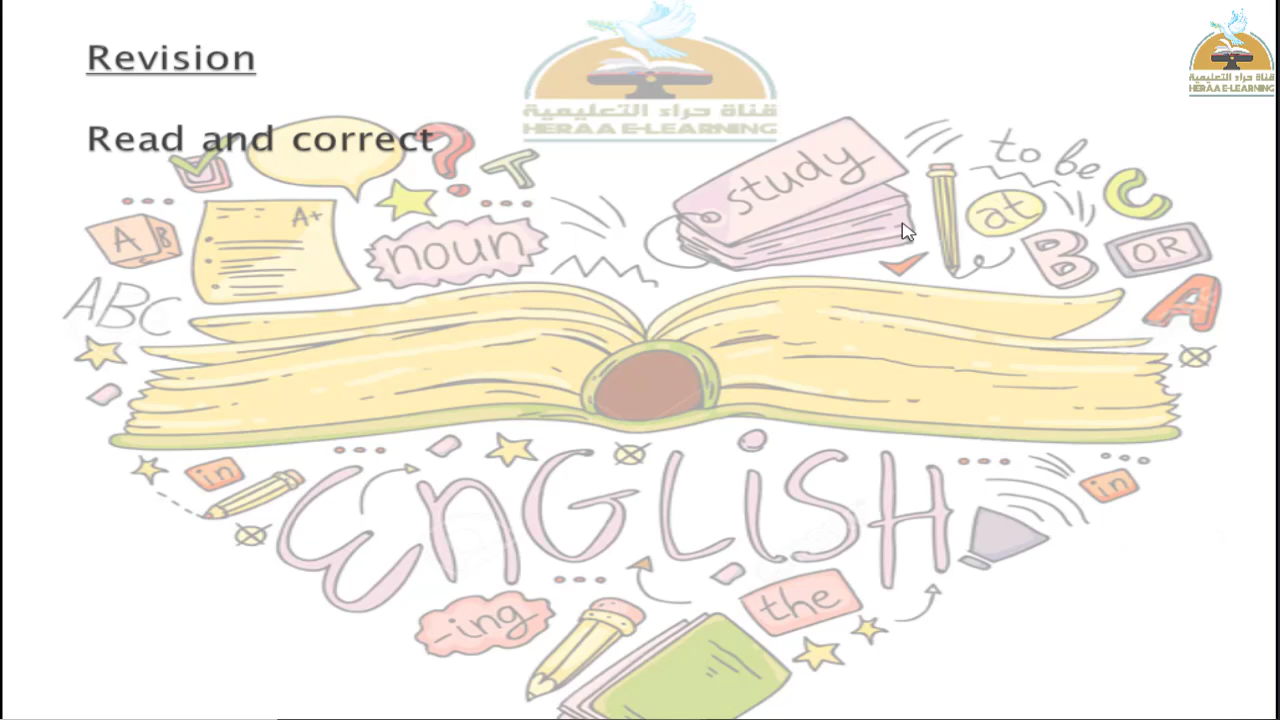 Revision
قناة حراء التعليمية
HERAA E-LEARNING
قناة حراء التعليمية
HERAA E-LEARNING
Read and correct
? T
study
to be
C
A B
A+
noun
at
B
OR
ABC
A
in
in
ENGLISH
-ing
the